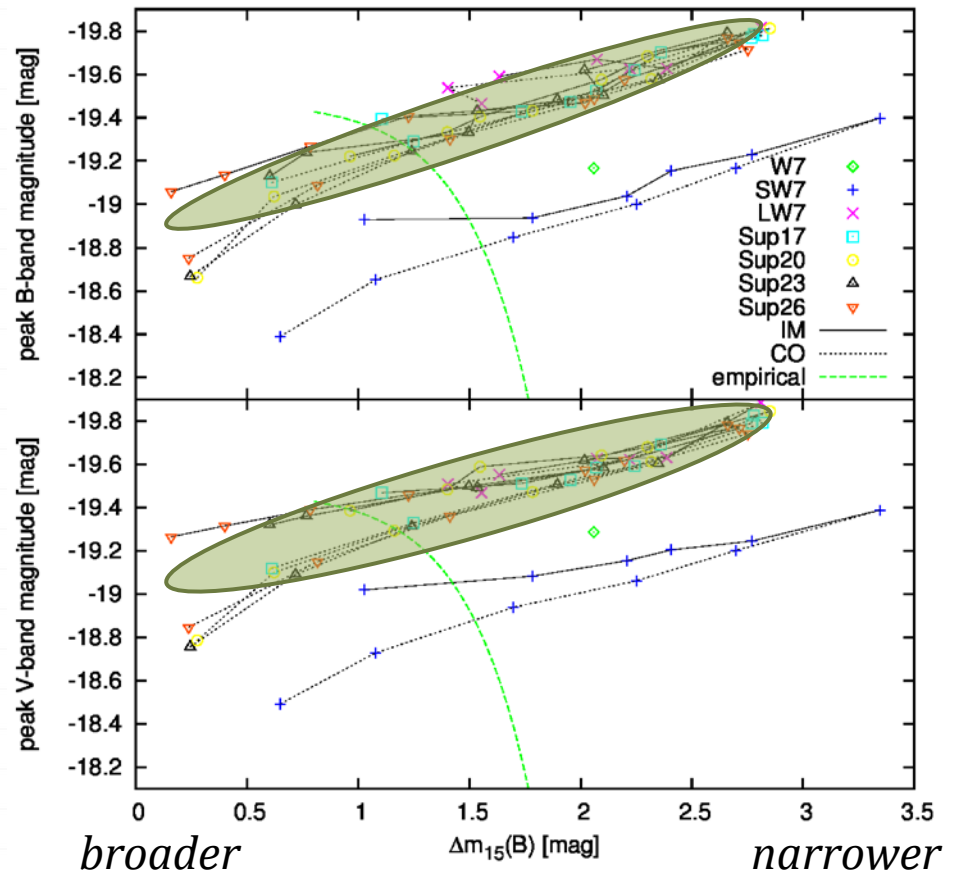 peak B-band magnitude [mag]
-19.8
-19.6
-19.4
-19.2
-19
-18.8
-18.6
-18.4
-18.2
W7
SW7
LW7
Sup17
Sup20
Sup23
Sup26
IM
CO
empirical
peak V-band magnitude [mag]
-19.8
-19.6
-19.4
-19.2
-19
-18.8
-18.6
-18.4
-18.2
0 0.5 1 1.5 2 2.5 3 3.5
broader Δm₁₅(B) [mag] narrower